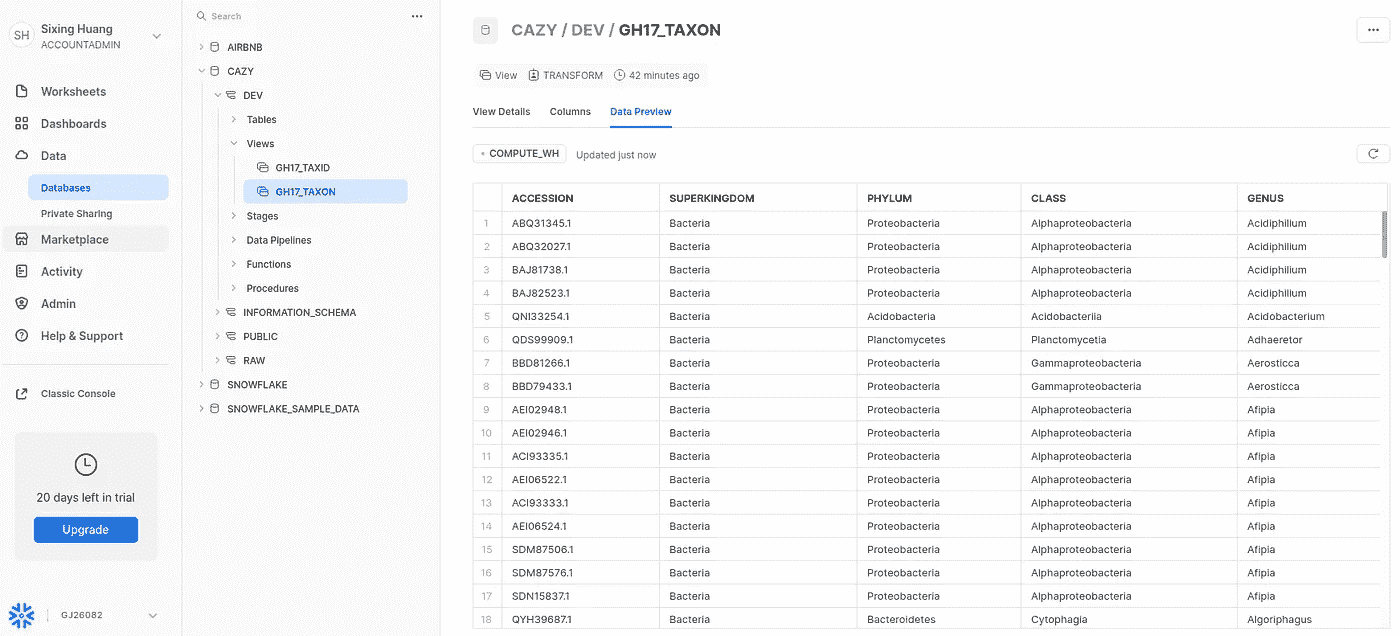 SH
Sixing Huang
ACCOUNTADMIN
Worksheets
Dashboards
Data
Databases
Private Sharing
Marketplace
Activity
Admin
Help & Support
Classic Console
20 days left in trial
Upgrade
GJ26082
Search
AIRBNB
CAZY
DEV
Tables
Views
GH17_TAXID
GH17_TAXON
Stages
Data Pipelines
Functions
Procedures
INFORMATION_SCHEMA
PUBLIC
RAW
SNOWFLAKE
SNOWFLAKE_SAMPLE_DATA
CAZY / DEV / GH17_TAXON
View TRANSFORM 42 minutes ago
View Details Columns Data Preview
COMPUTE_WH Updated just now
ACCESSION SUPERKINGDOM PHYLUM CLASS GENUS
1 ABQ31345.1 Bacteria Proteobacteria Alphaproteobacteria Acidiphilium
2 ABQ32027.1 Bacteria Proteobacteria Alphaproteobacteria Acidiphilium
3 BAJ81738.1 Bacteria Proteobacteria Alphaproteobacteria Acidiphilium
4 BAJ82523.1 Bacteria Proteobacteria Alphaproteobacteria Acidiphilium
5 QNI33254.1 Bacteria Acidobacteria Acidobacteriia Acidobacterium
6 QDS99909.1 Bacteria Planctomycetes Planctomycetia Adhaeretor
7 BBD81266.1 Bacteria Proteobacteria Gammaproteobacteria Aerosticca
8 BBD79433.1 Bacteria Proteobacteria Gammaproteobacteria Aerosticca
9 AEI02948.1 Bacteria Proteobacteria Alphaproteobacteria Afipia
10 AEI02946.1 Bacteria Proteobacteria Alphaproteobacteria Afipia
11 ACI93335.1 Bacteria Proteobacteria Alphaproteobacteria Afipia
12 AEI06522.1 Bacteria Proteobacteria Alphaproteobacteria Afipia
13 ACI93333.1 Bacteria Proteobacteria Alphaproteobacteria Afipia
14 AEI06524.1 Bacteria Proteobacteria Alphaproteobacteria Afipia
15 SDM87506.1 Bacteria Proteobacteria Alphaproteobacteria Afipia
16 SDM87576.1 Bacteria Proteobacteria Alphaproteobacteria Afipia
17 SDN15837.1 Bacteria Proteobacteria Alphaproteobacteria Afipia
18 QYH39687.1 Bacteria Bacteroidetes Cytophagia Algoriphagus